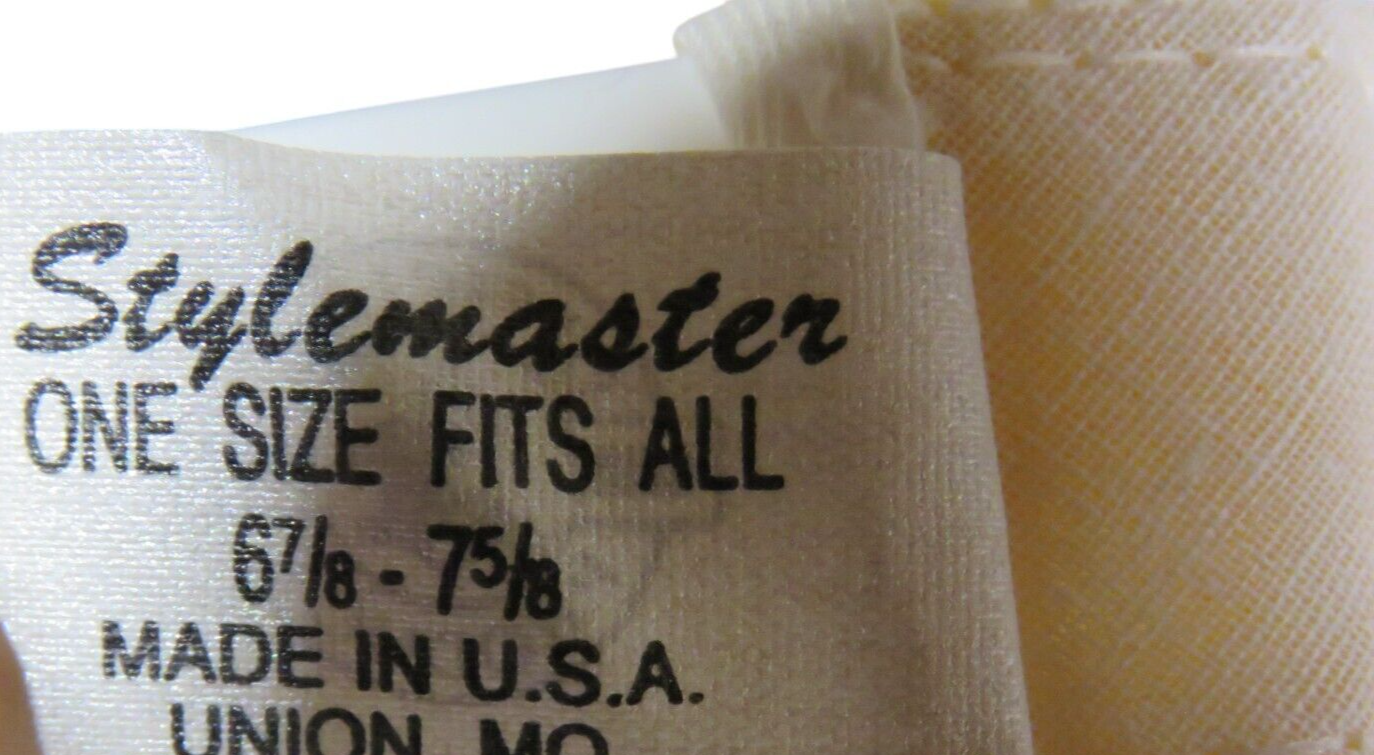 Stylemaster
ONE SIZE FITS ALL
6⅞ - 7⅝
MADE IN U.S.A.
UNION MO